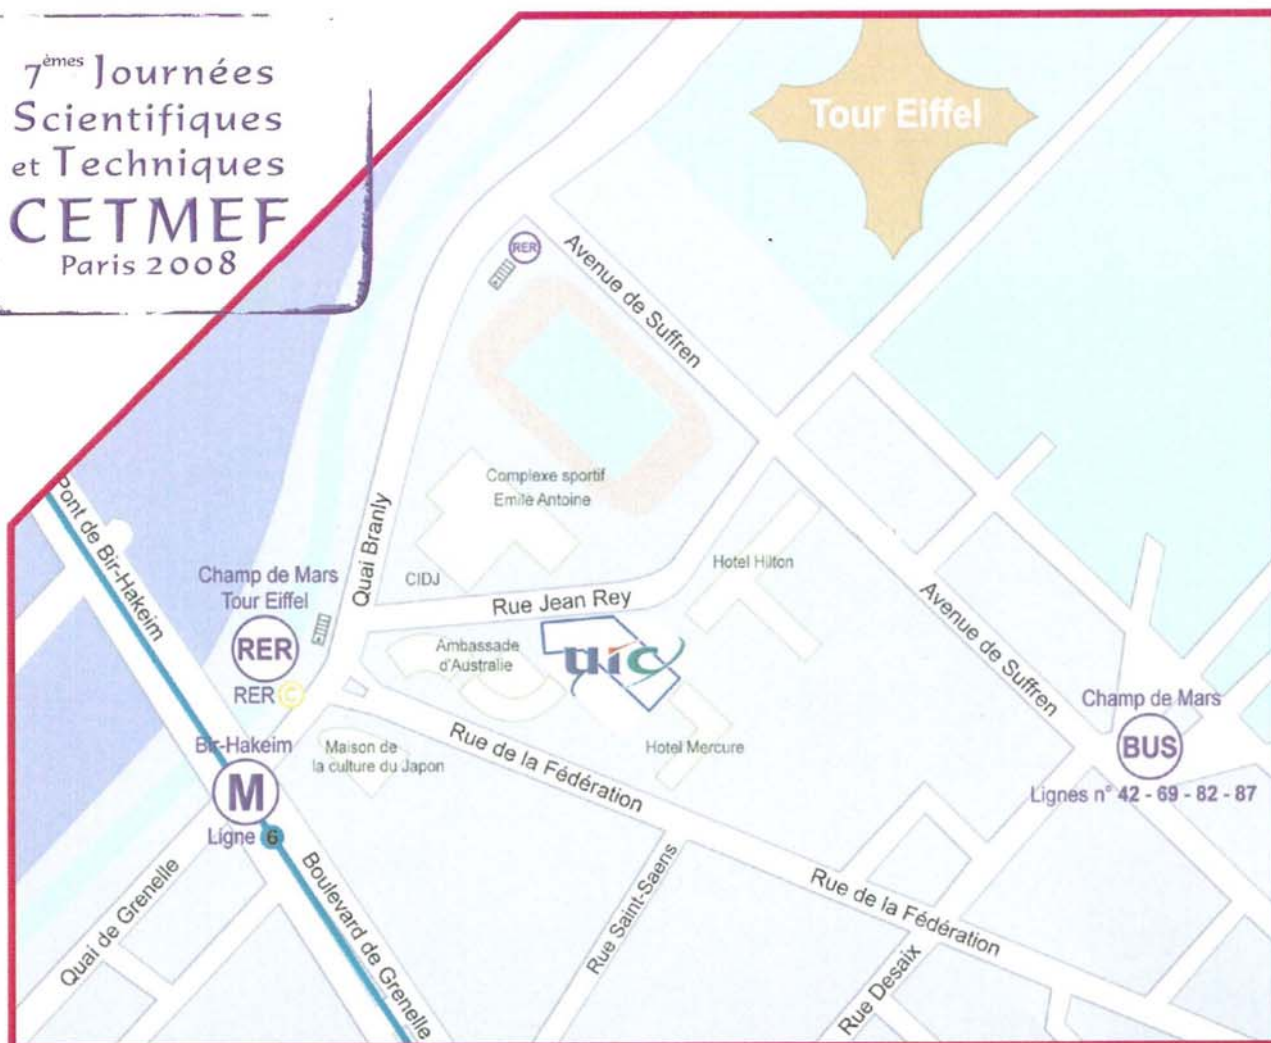 7èmes Journées
Scientifiques
et Techniques
CETMEF
Paris 2008
Tour Eiffel
RER
Avenue de Suffren
Complexe sportif
Emile Antoine
Pont de Bir-Hakeim
Quai Branly
Champ de Mars
Tour Eiffel
RER
RER C
CIDJ
Rue Jean Rey
Hotel Hilton
Ambassade
d'Australie
uic
Avenue de Suffren
Champ de Mars
BUS
Lignes n° 42 - 69 - 82 - 87
Bir-Hakeim
M
Ligne 6
Maison de
la culture du Japon
Rue de la Fédération
Hotel Mercure
Quai de Grenelle
Boulevard de Grenelle
Rue Saint-Saens
Rue de la Fédération
Rue Desaix